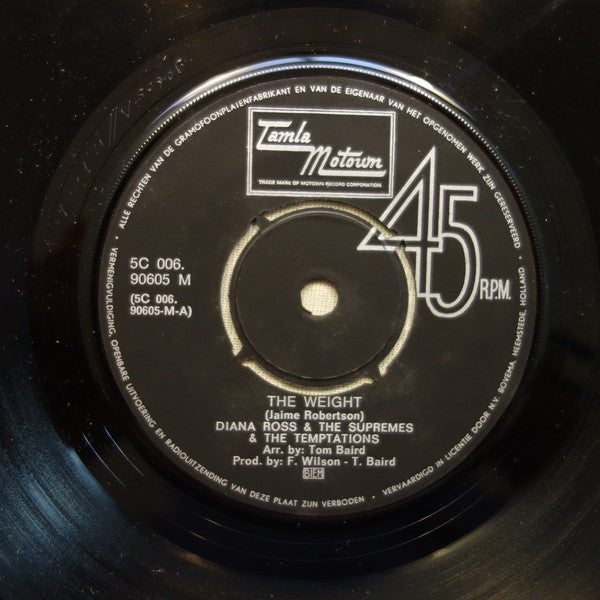 ALLE RECHTEN VAN DE GRAMOFOONPLATENFABRIKANT EN VAN DE EIGENAAR VAN HET OPGENOMEN WERK ZIJN GERESERVEERD •
Tamla
Motown
TRADE MARK OF MOTOWN RECORD CORPORATION
45
R.P.M.
5C 006.
90605 M
(5C 006.
90605-M-A)
THE WEIGHT
(Jaime Robertson)
DIANA ROSS & THE SUPREMES
& THE TEMPTATIONS
Arr. by: Tom Baird
Prod. by: F. Wilson - T. Baird
BIEM
VERMENIGVULDIGING, OPENBARE UITVOERING EN RADIOUITZENDING VAN DEZE PLAAT ZIJN VERBODEN •
VERVAARDIGD IN LICENTIE DOOR N.V. BOVEMA, HEEMSTEDE, HOLLAND •